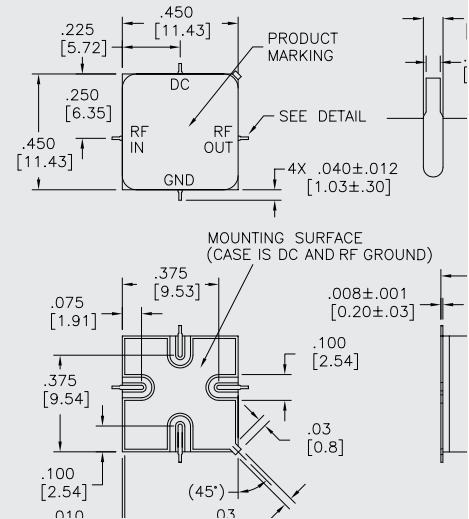 .450
[11.43]
.225
[5.72]
PRODUCT
MARKING
DC
.250
[6.35]
RF
IN
RF
OUT
SEE DETAIL
.450
[11.43]
GND
4X .040±.012
[1.03±.30]
MOUNTING SURFACE
(CASE IS DC AND RF GROUND)
.375
[9.53]
.075
[1.91]
.008±.001
[0.20±.03]
.100
[2.54]
.375
[9.54]
.03
[0.8]
.100
[2.54]
(45°)
.010
.03